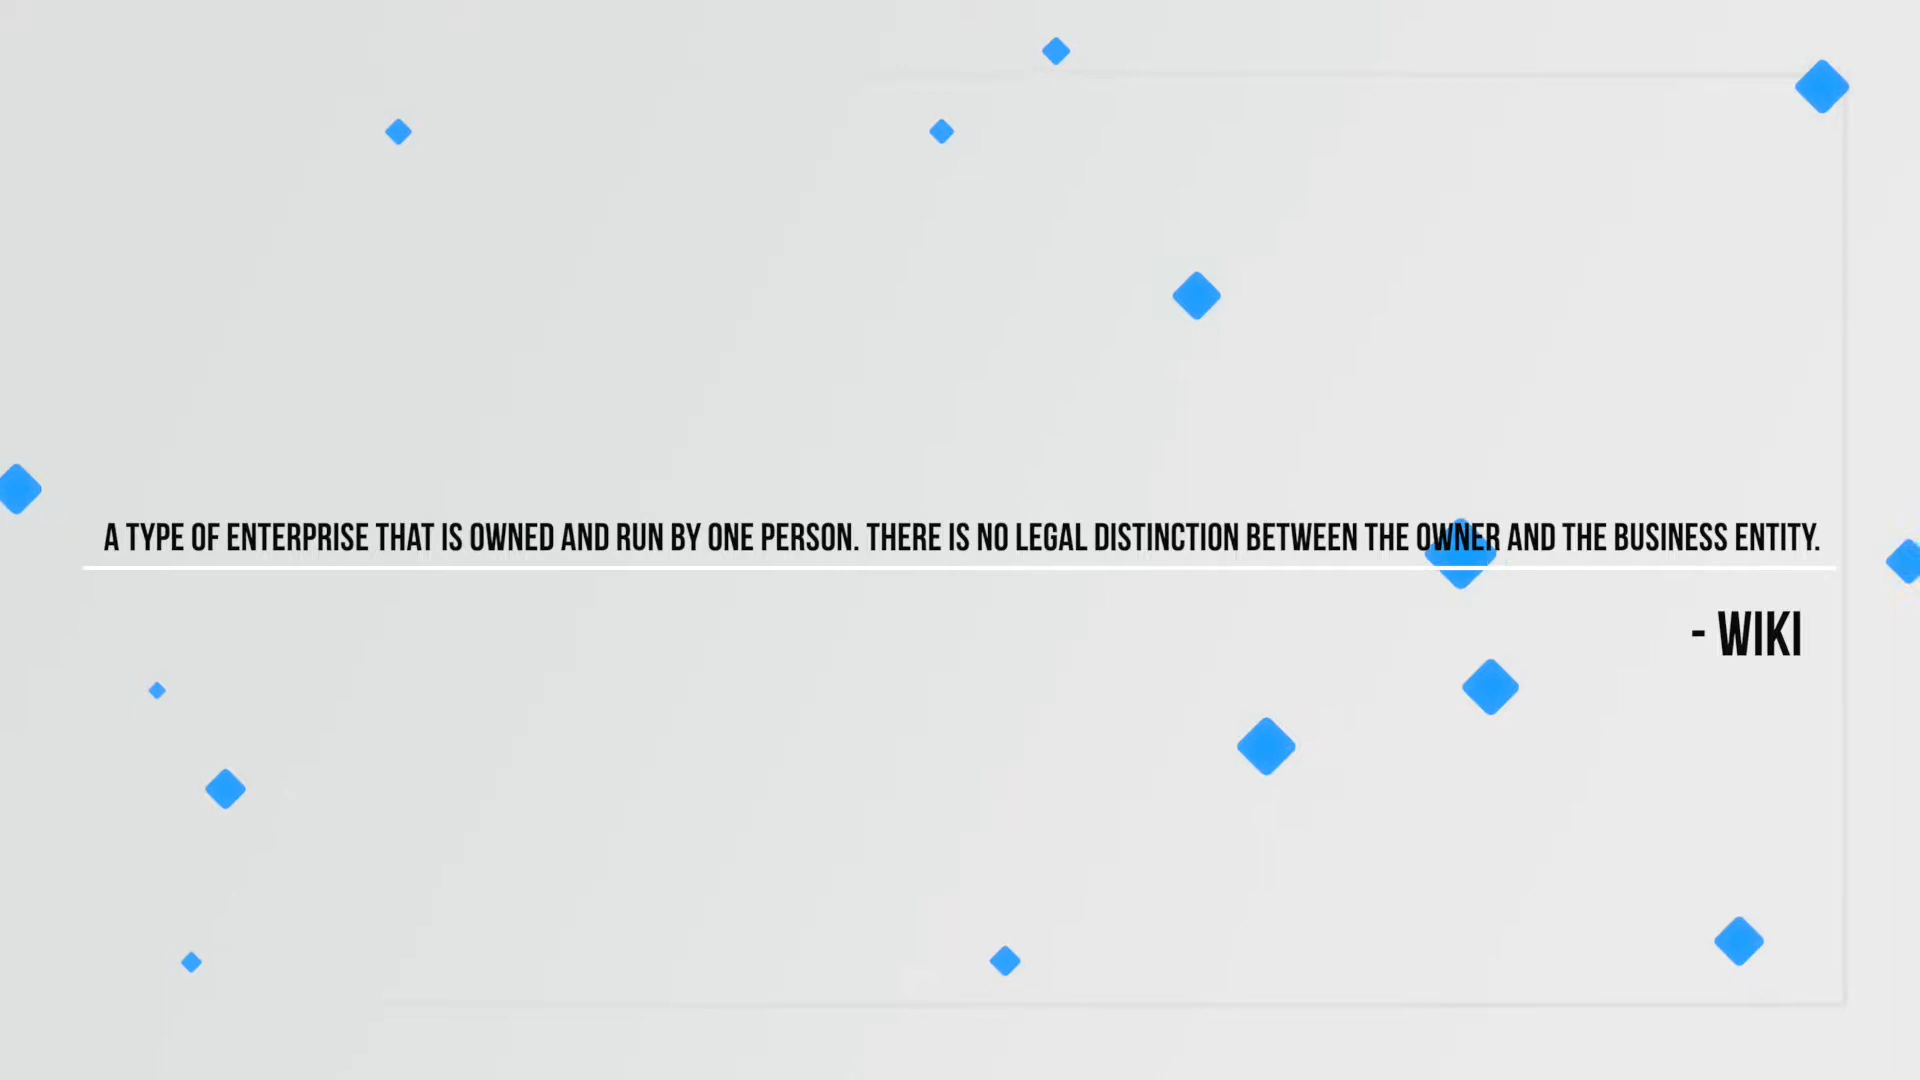 A TYPE OF ENTERPRISE THAT IS OWNED AND RUN BY ONE PERSON. THERE IS NO LEGAL DISTINCTION BETWEEN THE OWNER AND THE BUSINESS ENTITY.
- WIKI